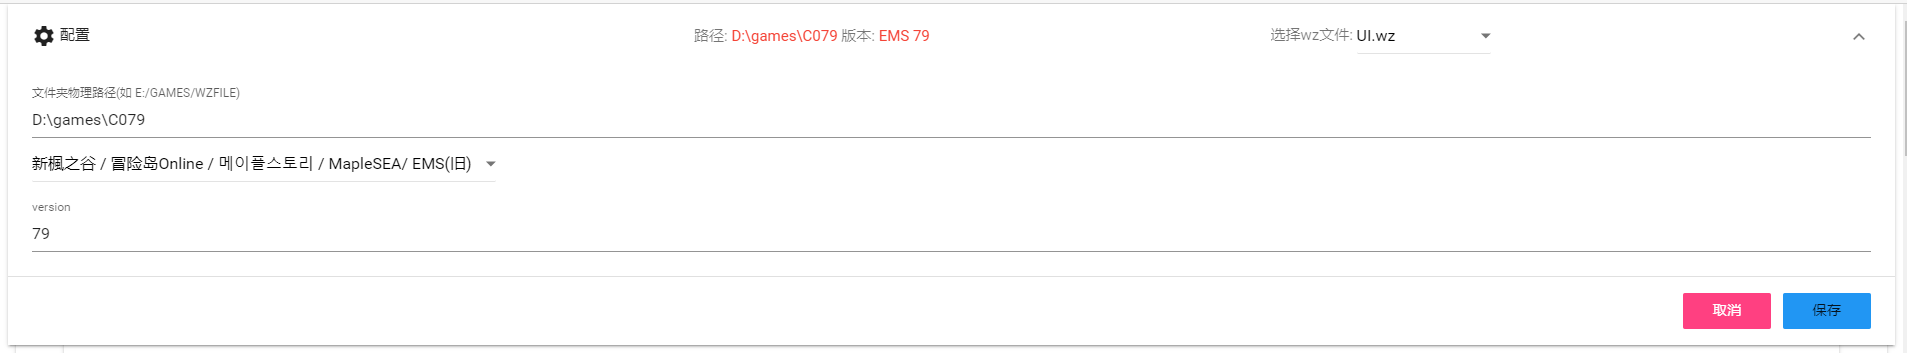 配置
路径: D:\games\C079 版本: EMS 79
选择wz文件: UI.wz
文件夹物理路径(如 E:/GAMES/WZFILE)
D:\games\C079
新楓之谷 / 冒险岛Online / 메이플스토리 / MapleSEA/ EMS(旧)
version
79
取消
保存